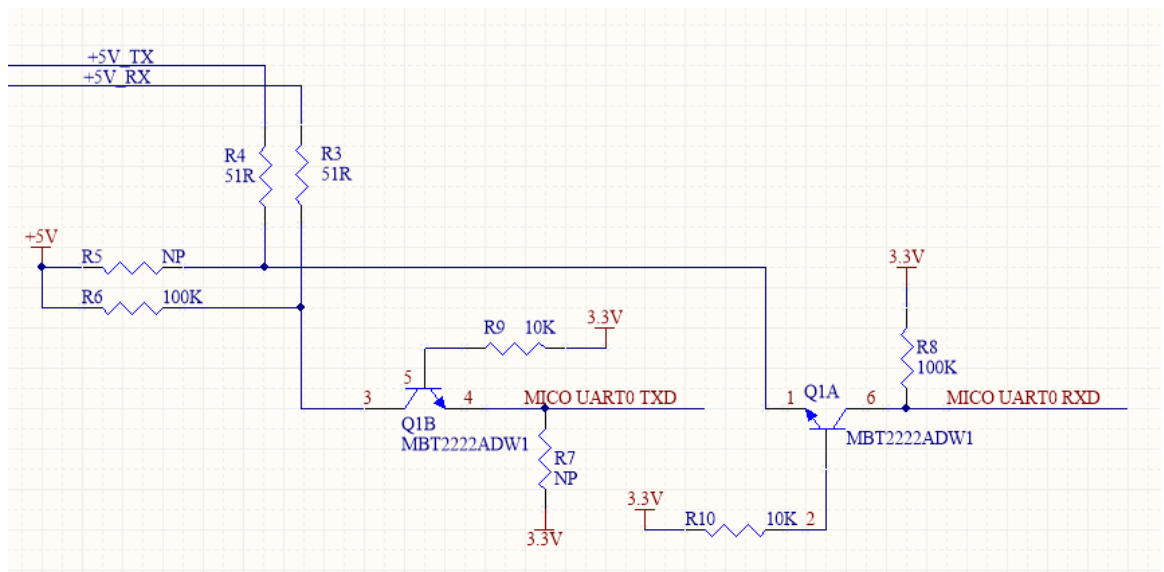 +5V_TX
+5V_RX
R4
51R
R3
51R
+5V
R5 NP
R6 100K
3.3V
R9 10K
3.3V
R8
100K
3 5 4
MICO UART0 TXD
Q1B
MBT2222ADW1
R7
NP
3.3V
1 Q1A 6
MICO UART0 RXD
MBT2222ADW1
3.3V
R10 10K 2